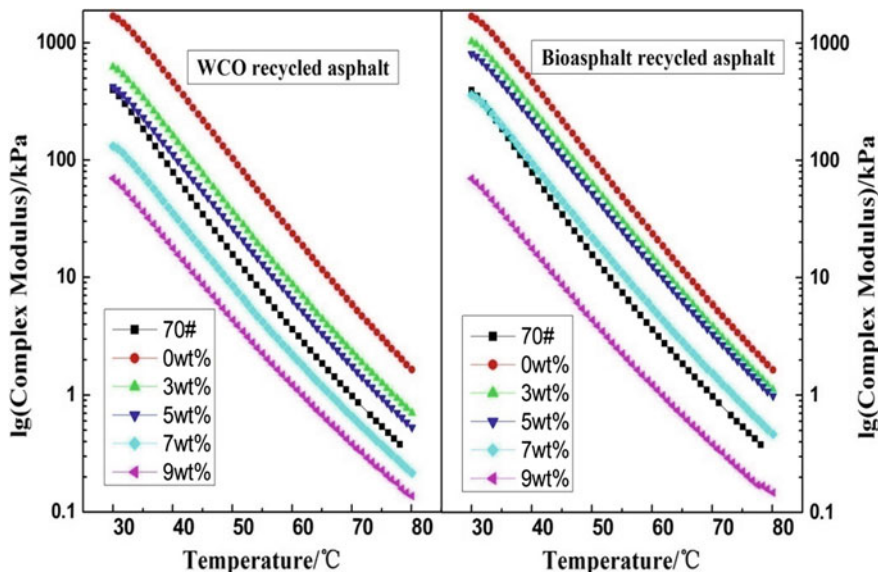 WCO recycled asphalt
lg(Complex Modulus)/kPa
1000
100
10
1
0.1
70#
0wt%
3wt%
5wt%
7wt%
9wt%
30 40 50 60 70 80
Temperature/℃
Bioasphalt recycled asphalt
70#
0wt%
3wt%
5wt%
7wt%
9wt%
30 40 50 60 70 80
Temperature/℃
1000
100
10
1
0.1
lg(Complex Modulus)/kPa